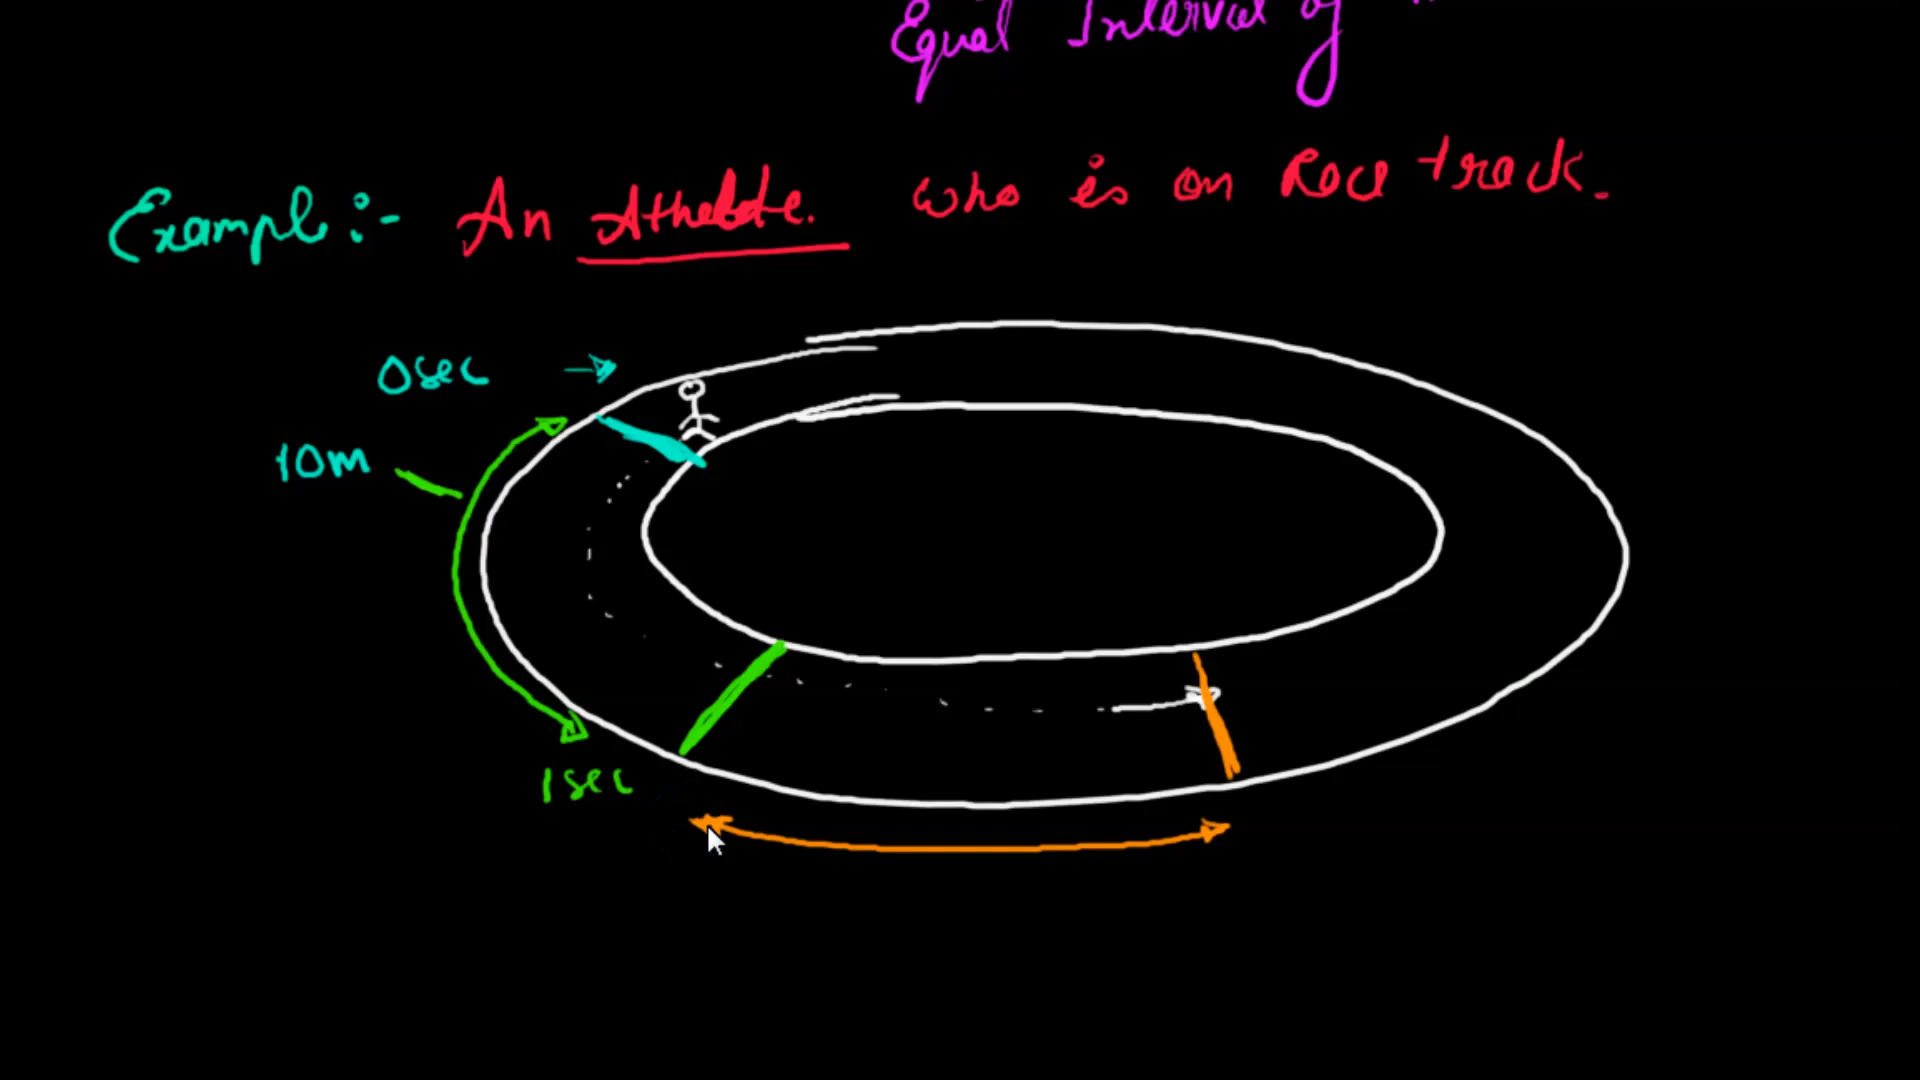 Equal Interval of
Example:- An Athelete. who is on Race track.
0sec
10m
1sec